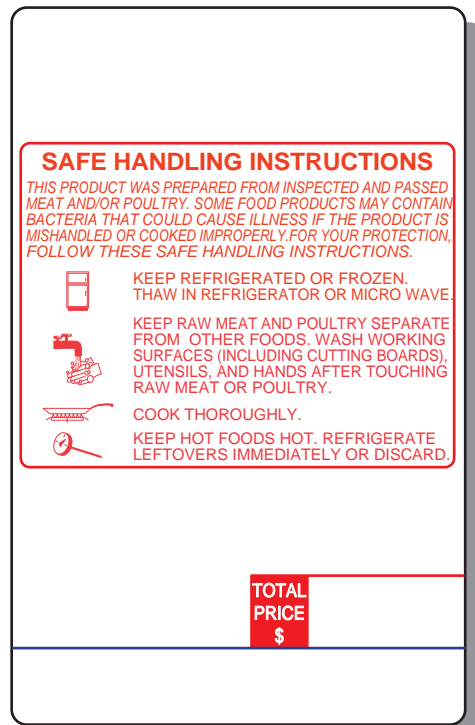 SAFE HANDLING INSTRUCTIONS
THIS PRODUCT WAS PREPARED FROM INSPECTED AND PASSED
MEAT AND/OR POULTRY. SOME FOOD PRODUCTS MAY CONTAIN
BACTERIA THAT COULD CAUSE ILLNESS IF THE PRODUCT IS
MISHANDLED OR COOKED IMPROPERLY.FOR YOUR PROTECTION,
FOLLOW THESE SAFE HANDLING INSTRUCTIONS.
KEEP REFRIGERATED OR FROZEN.
THAW IN REFRIGERATOR OR MICRO WAVE.
KEEP RAW MEAT AND POULTRY SEPARATE
FROM OTHER FOODS. WASH WORKING
SURFACES (INCLUDING CUTTING BOARDS),
UTENSILS, AND HANDS AFTER TOUCHING
RAW MEAT OR POULTRY.
COOK THOROUGHLY.
KEEP HOT FOODS HOT. REFRIGERATE
LEFTOVERS IMMEDIATELY OR DISCARD.
TOTAL
PRICE
$